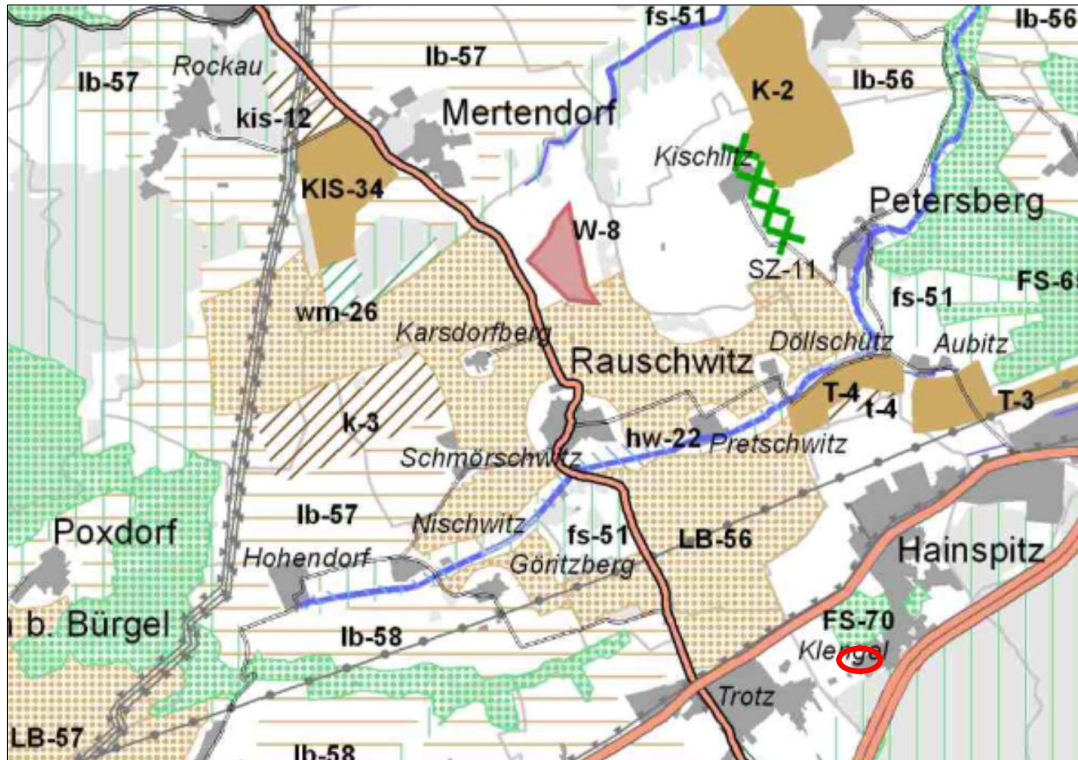 fs-51
lb-56
lb-57
Rockau
lb-57
K-2
lb-56
kis-12
Mertendorf
Kischlitz
KIS-34
Petersberg
W-8
SZ-11
fs-51
wm-26
Karsdorfberg
Döllschütz
Aubitz
Rauschwitz
T-4
t-4
T-3
k-3
hw-22
Pretschwitz
Schmörschwitz
lb-57
Nischwitz
fs-51
LB-56
Poxdorf
Hohendorf
Göritzberg
Hainspitz
b. Bürgel
lb-58
FS-70
Klengel
Trotz
LB-57
lb-58